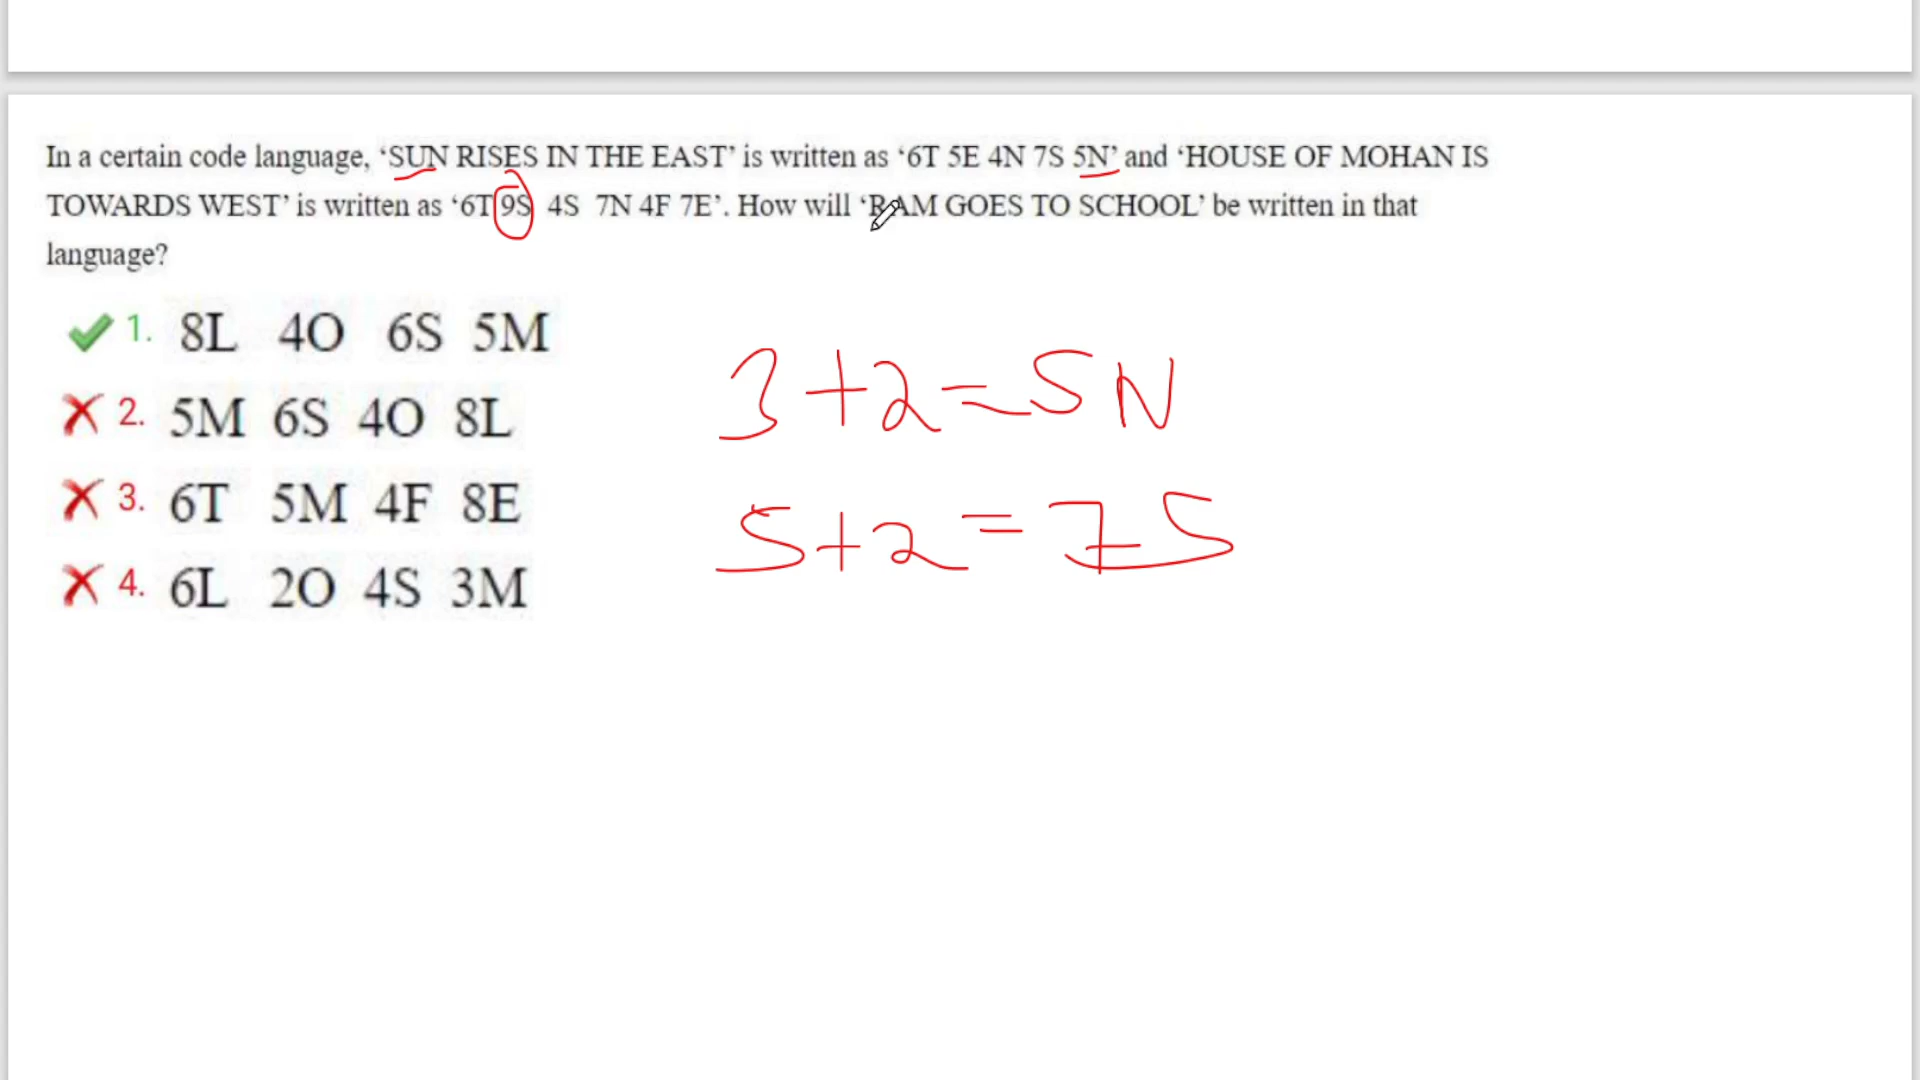 In a certain code language, ‘SUN RISES IN THE EAST’ is written as ‘6T 5E 4N 7S 5N’ and ‘HOUSE OF MOHAN IS
TOWARDS WEST’ is written as ‘6T 9S 4S 7N 4F 7E’. How will ‘RAM GOES TO SCHOOL’ be written in that
language?
1. 8L 4O 6S 5M
2. 5M 6S 4O 8L
3. 6T 5M 4F 8E
4. 6L 2O 4S 3M
3+2=5N
5+2=7S